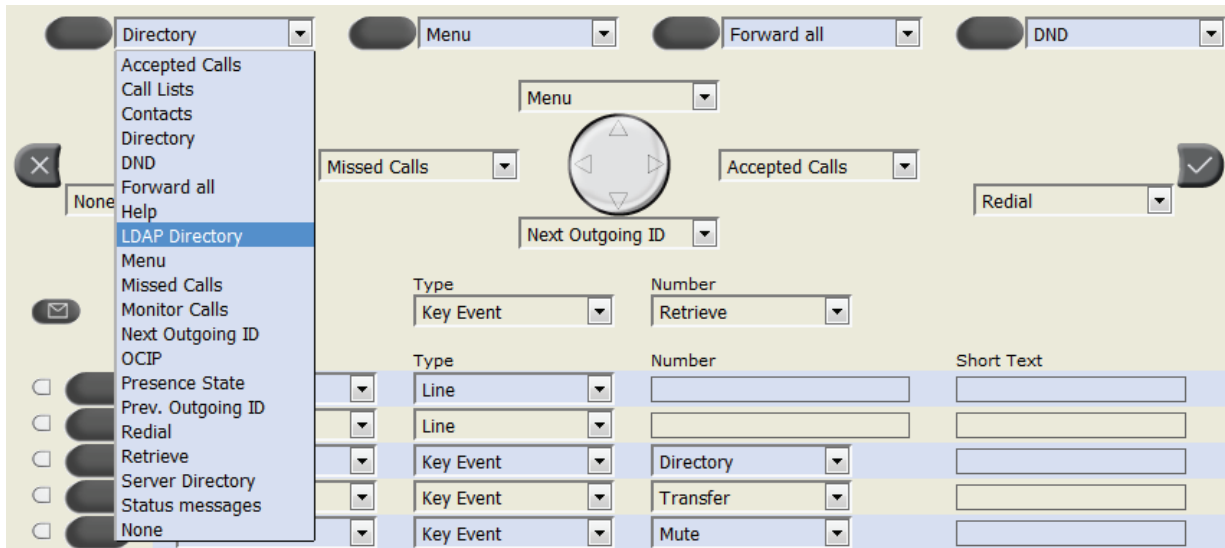 Directory Menu Forward all DND
Accepted Calls
Call Lists
Contacts
Directory
DND
Forward all
Help
LDAP Directory
Menu
Missed Calls
Monitor Calls
Next Outgoing ID
OCIP
Presence State
Prev. Outgoing ID
Redial
Retrieve
Server Directory
Status messages
None
Menu
Missed Calls Accepted Calls
None Redial
Next Outgoing ID
Type Number
Key Event Retrieve
Type Number Short Text
Line
Line
Key Event Directory
Key Event Transfer
Key Event Mute